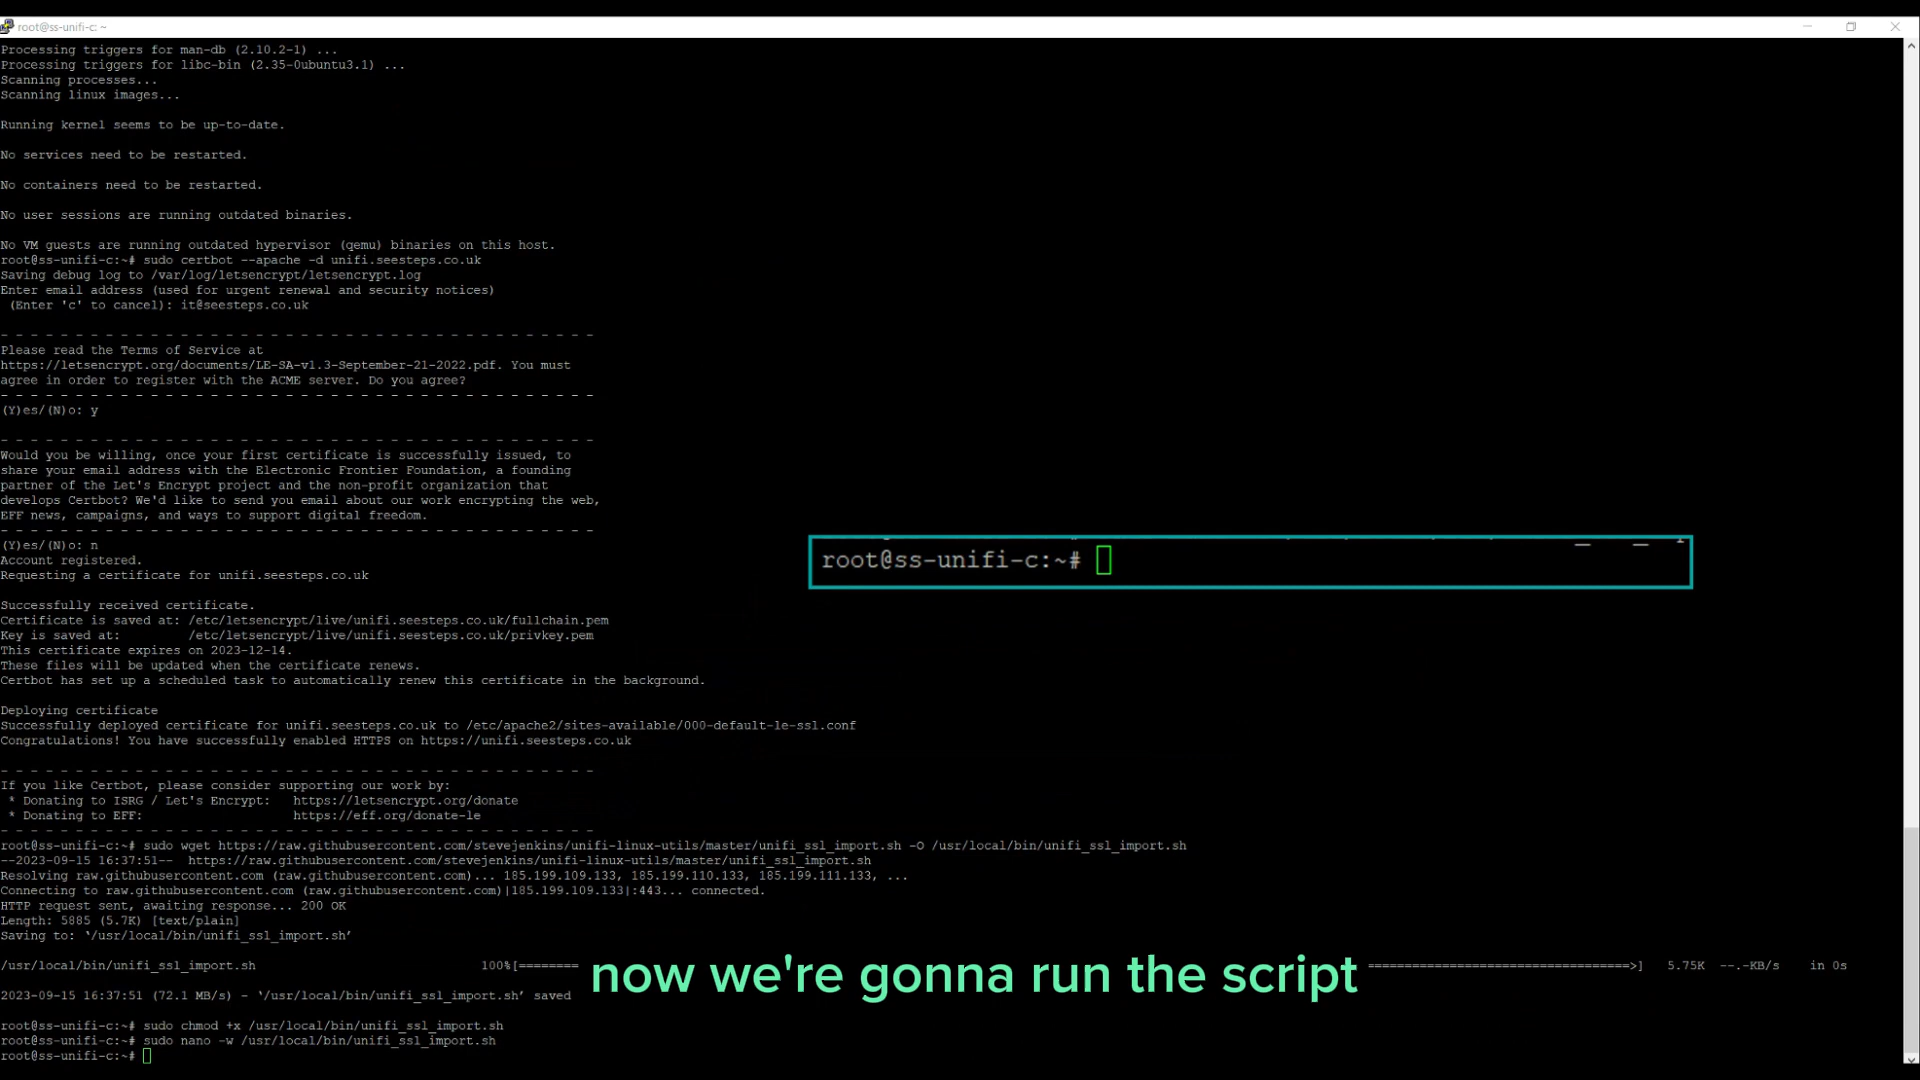 root@ss-unifi-c: ~
Processing triggers for man-db (2.10.2-1) ...
Processing triggers for libc-bin (2.35-0ubuntu3.1) ...
Scanning processes...
Scanning linux images...
Running kernel seems to be up-to-date.
No services need to be restarted.
No containers need to be restarted.
No user sessions are running outdated binaries.
No VM guests are running outdated hypervisor (qemu) binaries on this host.
root@ss-unifi-c:~# sudo certbot --apache -d unifi.seesteps.co.uk
Saving debug log to /var/log/letsencrypt/letsencrypt.log
Enter email address (used for urgent renewal and security notices)
(Enter 'c' to cancel): it@seesteps.co.uk
- - - - - - - - - - - - - - - - - - - - - - - - - - - - - - - - - - - - - - - -
Please read the Terms of Service at
https://letsencrypt.org/documents/LE-SA-v1.3-September-21-2022.pdf. You must
agree in order to register with the ACME server. Do you agree?
- - - - - - - - - - - - - - - - - - - - - - - - - - - - - - - - - - - - - - - -
(Y)es/(N)o: y
- - - - - - - - - - - - - - - - - - - - - - - - - - - - - - - - - - - - - - - -
Would you be willing, once your first certificate is successfully issued, to
share your email address with the Electronic Frontier Foundation, a founding
partner of the Let's Encrypt project and the non-profit organization that
develops Certbot? We'd like to send you email about our work encrypting the web,
EFF news, campaigns, and ways to support digital freedom.
- - - - - - - - - - - - - - - - - - - - - - - - - - - - - - - - - - - - - - - -
(Y)es/(N)o: n
root@ss-unifi-c:~#
Account registered.
Requesting a certificate for unifi.seesteps.co.uk
Successfully received certificate.
Certificate is saved at: /etc/letsencrypt/live/unifi.seesteps.co.uk/fullchain.pem
Key is saved at: /etc/letsencrypt/live/unifi.seesteps.co.uk/privkey.pem
This certificate expires on 2023-12-14.
These files will be updated when the certificate renews.
Certbot has set up a scheduled task to automatically renew this certificate in the background.
Deploying certificate
Successfully deployed certificate for unifi.seesteps.co.uk to /etc/apache2/sites-available/000-default-le-ssl.conf
Congratulations! You have successfully enabled HTTPS on https://unifi.seesteps.co.uk
- - - - - - - - - - - - - - - - - - - - - - - - - - - - - - - - - - - - - - - -
If you like Certbot, please consider supporting our work by:
* Donating to ISRG / Let's Encrypt: https://letsencrypt.org/donate
* Donating to EFF: https://eff.org/donate-le
- - - - - - - - - - - - - - - - - - - - - - - - - - - - - - - - - - - - - - - -
root@ss-unifi-c:~# sudo wget https://raw.githubusercontent.com/stevejenkins/unifi-linux-utils/master/unifi_ssl_import.sh -O /usr/local/bin/unifi_ssl_import.sh
--2023-09-15 16:37:51-- https://raw.githubusercontent.com/stevejenkins/unifi-linux-utils/master/unifi_ssl_import.sh
Resolving raw.githubusercontent.com (raw.githubusercontent.com)... 185.199.109.133, 185.199.110.133, 185.199.111.133, ...
Connecting to raw.githubusercontent.com (raw.githubusercontent.com)|185.199.109.133|:443... connected.
HTTP request sent, awaiting response... 200 OK
Length: 5885 (5.7K) [text/plain]
Saving to: ‘/usr/local/bin/unifi_ssl_import.sh’
/usr/local/bin/unifi_ssl_import.sh 100%[======== ===================================>] 5.75K --.-KB/s in 0s
now we're gonna run the script
2023-09-15 16:37:51 (72.1 MB/s) - ‘/usr/local/bin/unifi_ssl_import.sh’ saved
root@ss-unifi-c:~# sudo chmod +x /usr/local/bin/unifi_ssl_import.sh
root@ss-unifi-c:~# sudo nano -w /usr/local/bin/unifi_ssl_import.sh
root@ss-unifi-c:~#